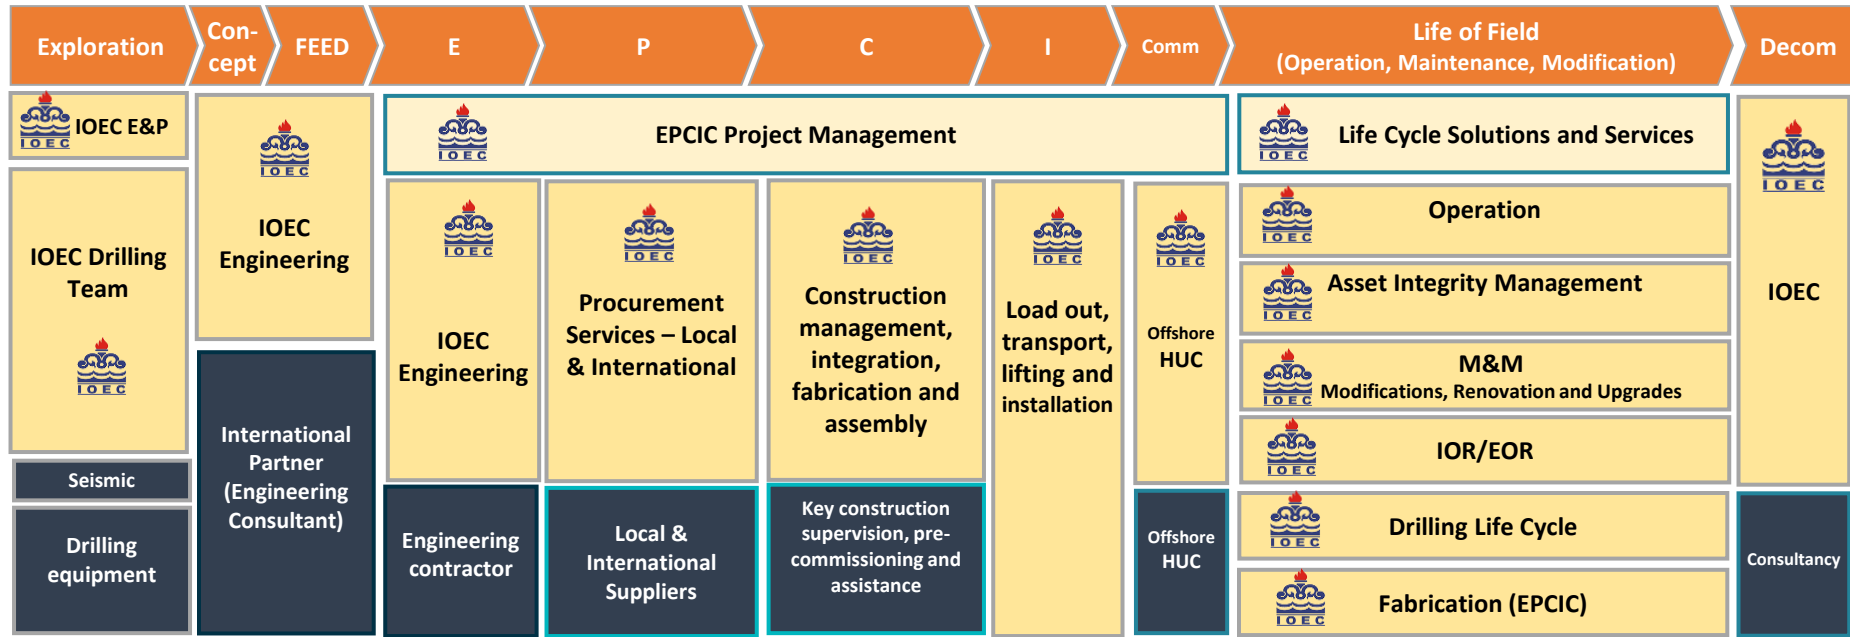 Exploration
Con-
cept
FEED
E
P
C
I
Comm
Life of Field
(Operation, Maintenance, Modification)
Decom
IOEC
IOEC E&P
IOEC Drilling
Team
IOEC
Seismic
Drilling
equipment
IOEC
IOEC
Engineering
International
Partner
(Engineering
Consultant)
IOEC
EPCIC Project Management
IOEC
IOEC
Engineering
Engineering
contractor
IOEC
Procurement
Services – Local
& International
Local &
International
Suppliers
IOEC
Construction
management,
integration,
fabrication and
assembly
Key construction
supervision, pre-
commissioning and
assistance
IOEC
Load out,
transport,
lifting and
installation
IOEC
Offshore
HUC
Offshore
HUC
IOEC
Life Cycle Solutions and Services
IOEC
Operation
IOEC
Asset Integrity Management
IOEC
M&M
Modifications, Renovation and Upgrades
IOEC
IOR/EOR
IOEC
Drilling Life Cycle
IOEC
Fabrication (EPCIC)
IOEC
IOEC
Consultancy